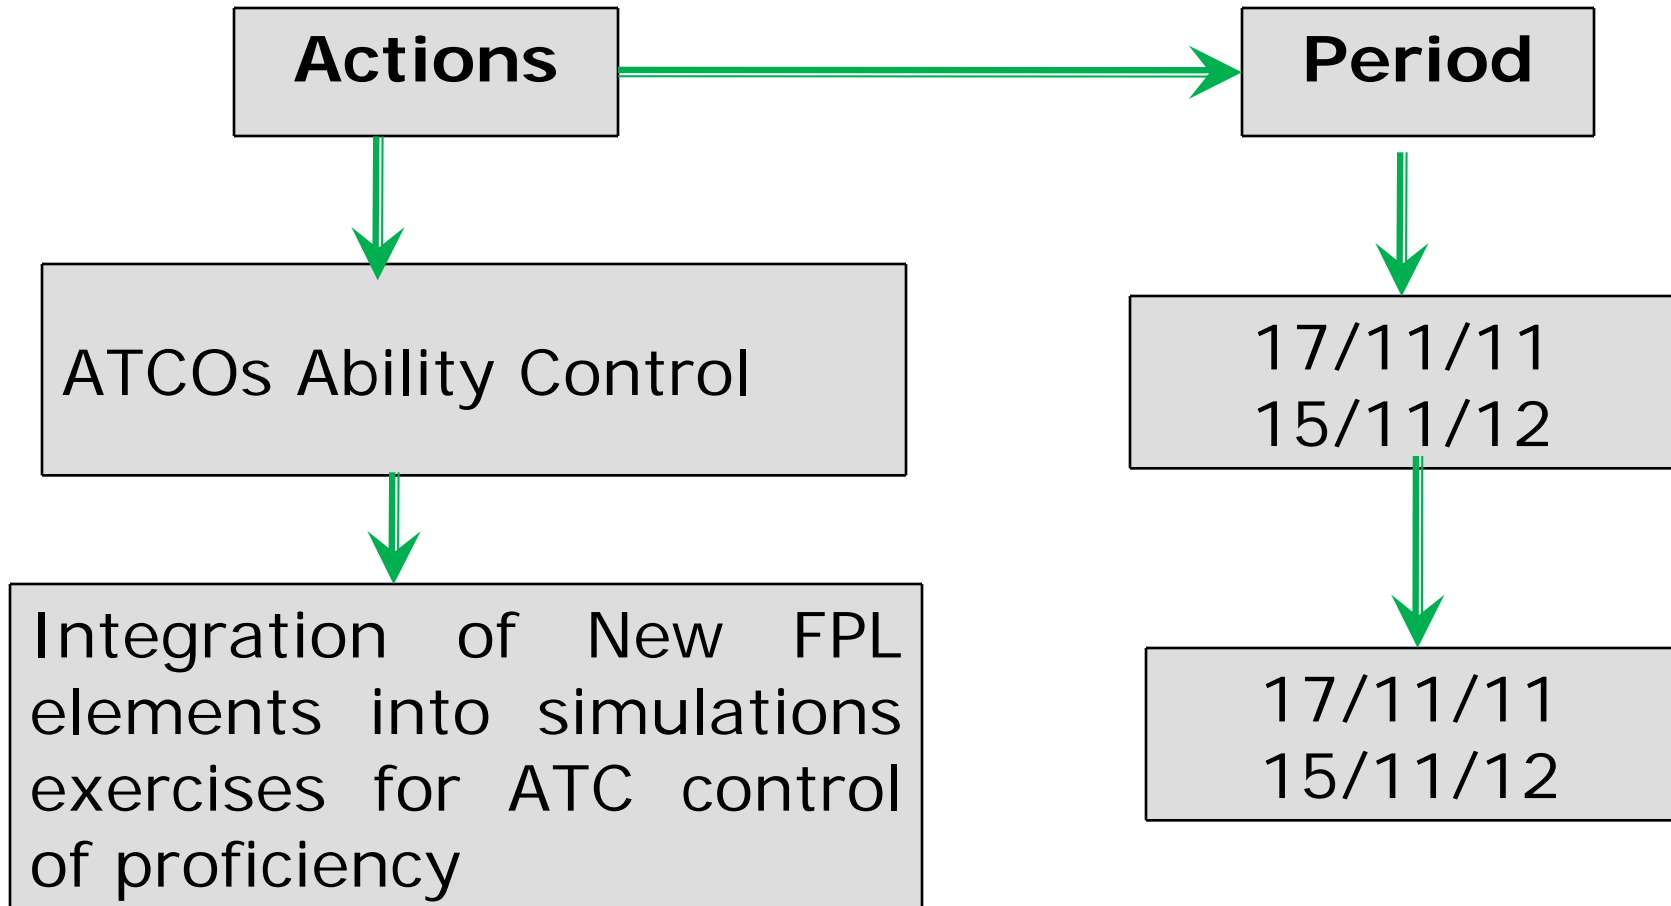 Actions
Period
ATCOs Ability Control
17/11/11
15/11/12
Integration of New FPL
elements into simulations
exercises for ATC control
of proficiency
17/11/11
15/11/12